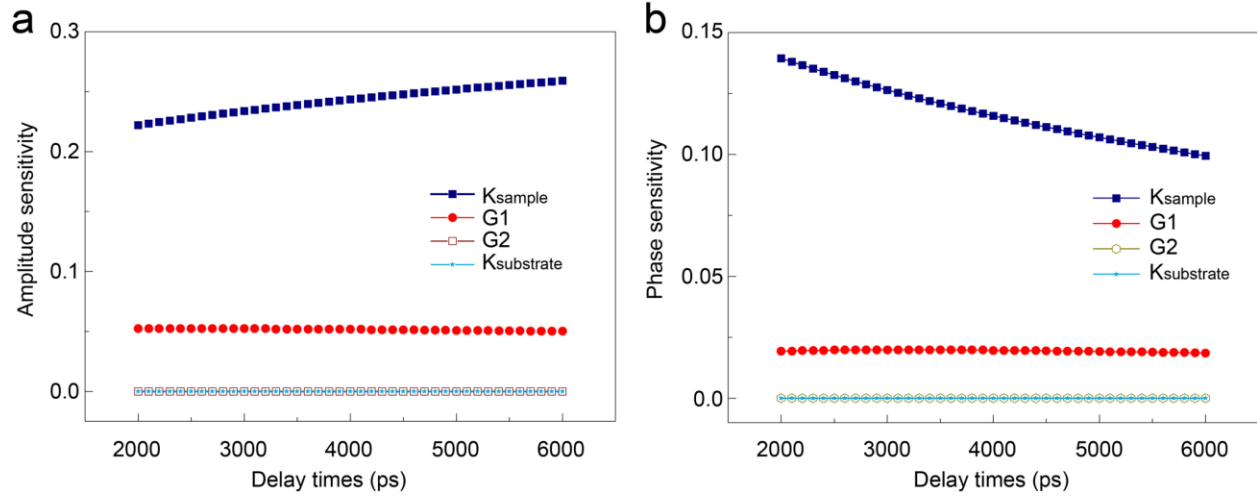 a
0.3
0.2
0.1
0.0
Amplitude sensitivity
Ksample
G1
G2
Ksubstrate
2000 3000 4000 5000 6000
Delay times (ps)
b
0.15
0.10
0.05
0.00
Phase sensitivity
Ksample
G1
G2
Ksubstrate
2000 3000 4000 5000 6000
Delay times (ps)